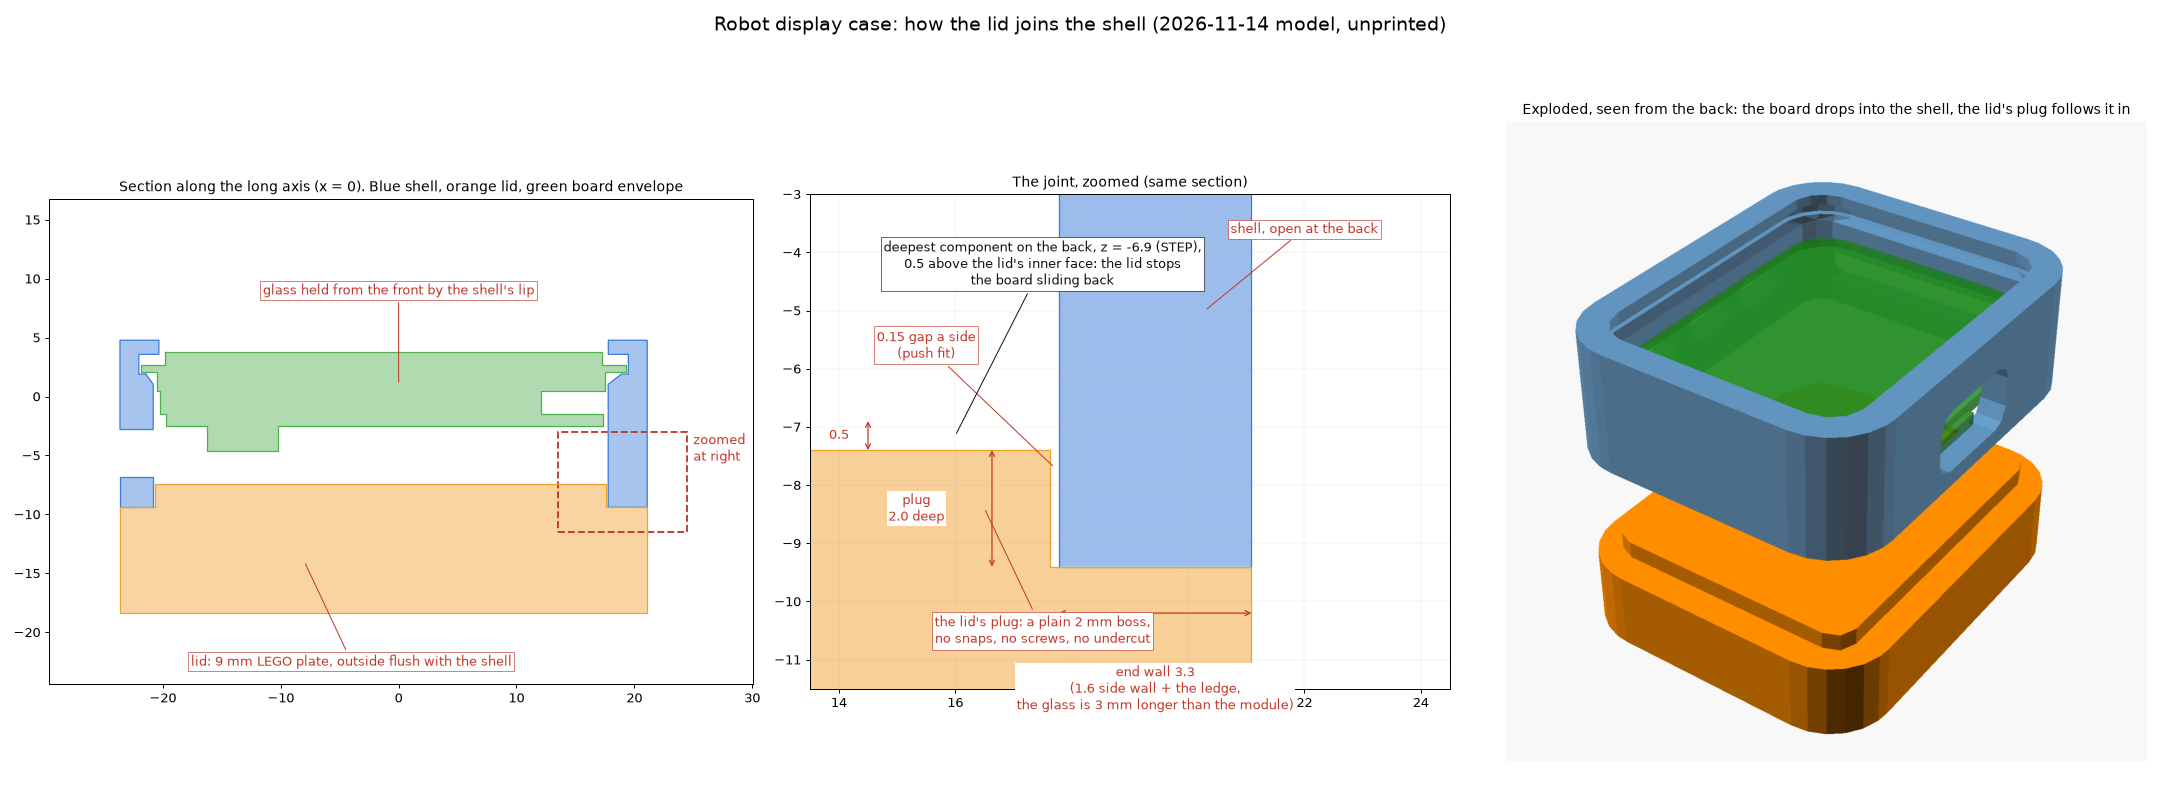 Robot display case: how the lid joins the shell (2026-11-14 model, unprinted)
Section along the long axis (x = 0). Blue shell, orange lid, green board envelope
15
10
5
0
−5
−10
−15
−20
−20
−10
0
10
20
30
glass held from the front by the shell's lip
zoomed
at right
lid: 9 mm LEGO plate, outside flush with the shell
The joint, zoomed (same section)
−3
−4
−5
−6
−7
−8
−9
−10
−11
14
16
22
24
shell, open at the back
deepest component on the back, z = -6.9 (STEP),
0.5 above the lid's inner face: the lid stops
the board sliding back
0.15 gap a side
(push fit)
0.5
plug
2.0 deep
the lid's plug: a plain 2 mm boss,
no snaps, no screws, no undercut
end wall 3.3
(1.6 side wall + the ledge,
the glass is 3 mm longer than the module)
Exploded, seen from the back: the board drops into the shell, the lid's plug follows it in